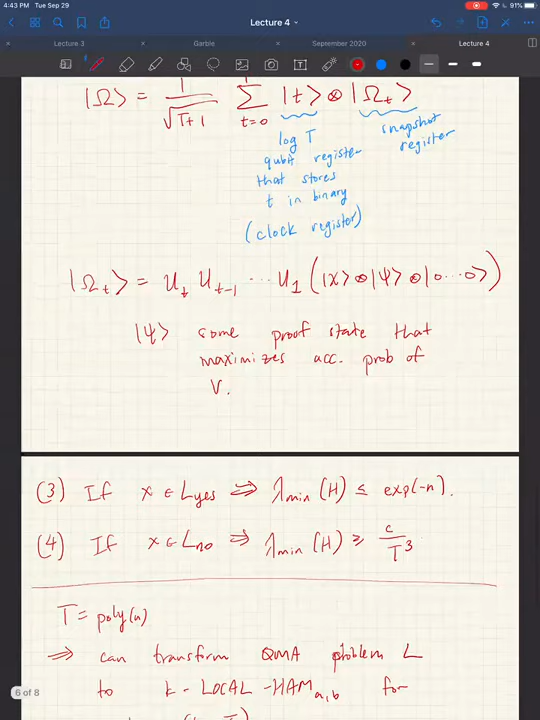 4:43 PM Tue Sep 29
91%
Lecture 4
Lecture 3
Garbie
September 2020
Lecture 4
|Ω> = 1/√T+1 Σ t=0 |t> ⊗ |Ω_t>
log T
qubit register
that stores
t in binary
(clock register)
snapshot
register
|Ω_t> = U_t U_{t-1} ... U_1 (|x> ⊗ |ψ> ⊗ |0...0>)
|ψ> some proof state that
maximizes acc. prob of
V.
(3) If x ∈ L_yes ⇒ λ_min (H) ≤ exp(-n).
(4) If x ∈ L_no ⇒ λ_min (H) ≥ c/T^3
T = poly(n)
⇒ can transform QMA problem L
to k-LOCAL-HAM_{a,b} for
6 of 8